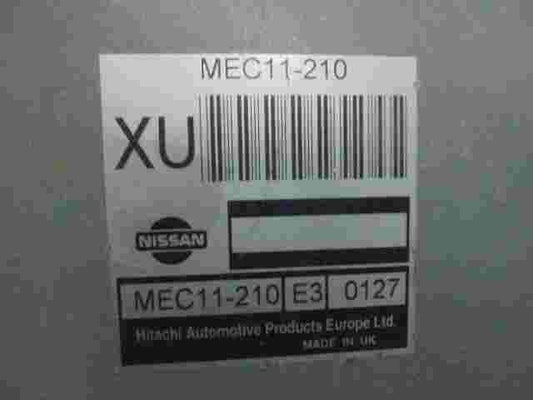 MEC11-210
XU
NISSAN
MEC11-210 E3 0127
Hitachi Automotive Products Europe Ltd.
MADE IN UK